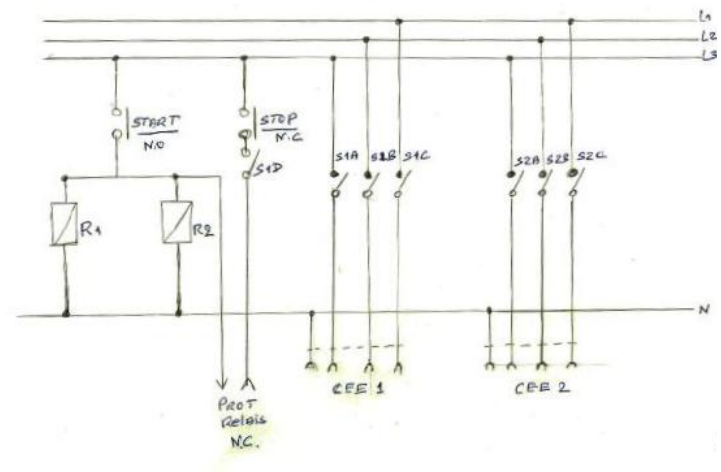 L1
L2
L3
START
N.O
STOP
N.C
S1D
S1A S1B S1C
S2A S2B S2C
R1
R2
N
CEE 1
CEE 2
PROT
Relais
N.C.